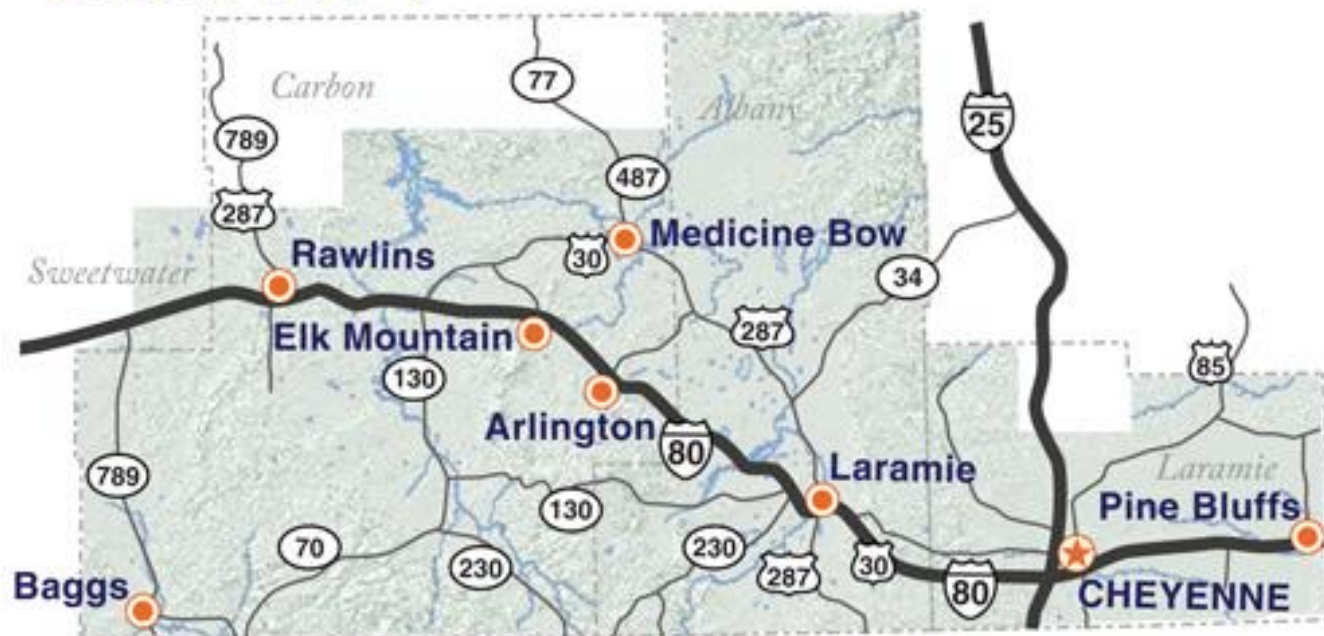 Carbon
77
Albany
789
25
487
287
Medicine Bow
30
Rawlins
34
Sweetwater
287
Elk Mountain
85
130
Arlington
80
Laramie
Laramie
789
130
Pine Bluffs
70
230
230
287
30
80
CHEYENNE
Baggs